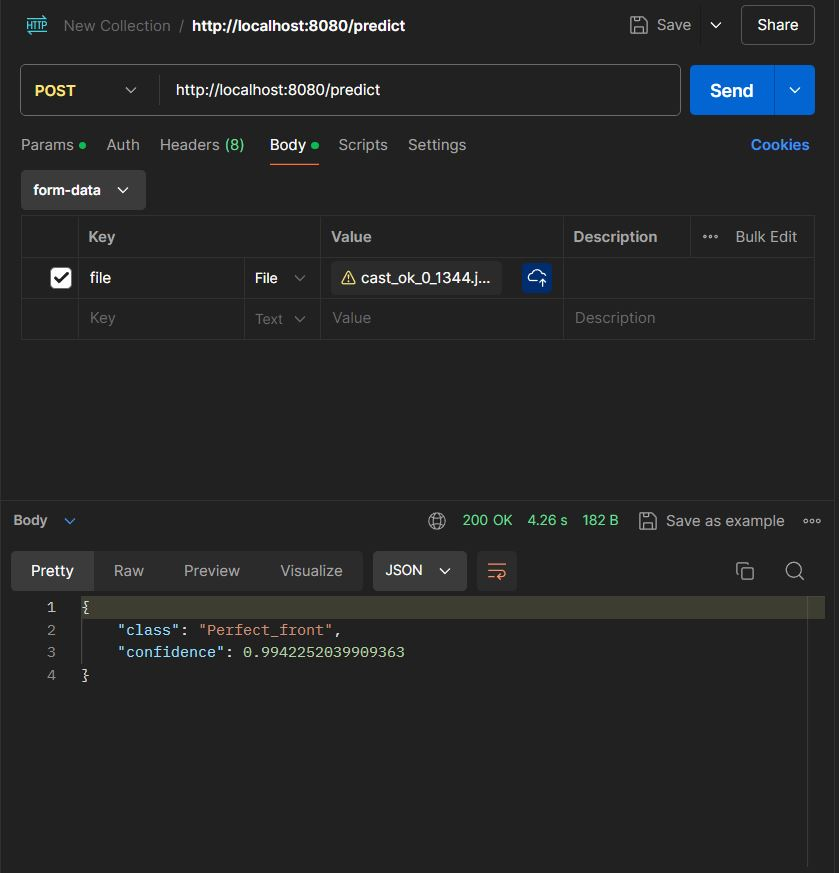 HTTP New Collection / http://localhost:8080/predict Save Share
POST http://localhost:8080/predict Send
Params Auth Headers (8) Body Scripts Settings Cookies
form-data
Key Value Description ••• Bulk Edit
file File cast_ok_0_1344.j...
Key Text Value Description
Body 200 OK 4.26 s 182 B Save as example
Pretty Raw Preview Visualize JSON
1 {
2 "class": "Perfect_front",
3 "confidence": 0.9942252039909363
4 }